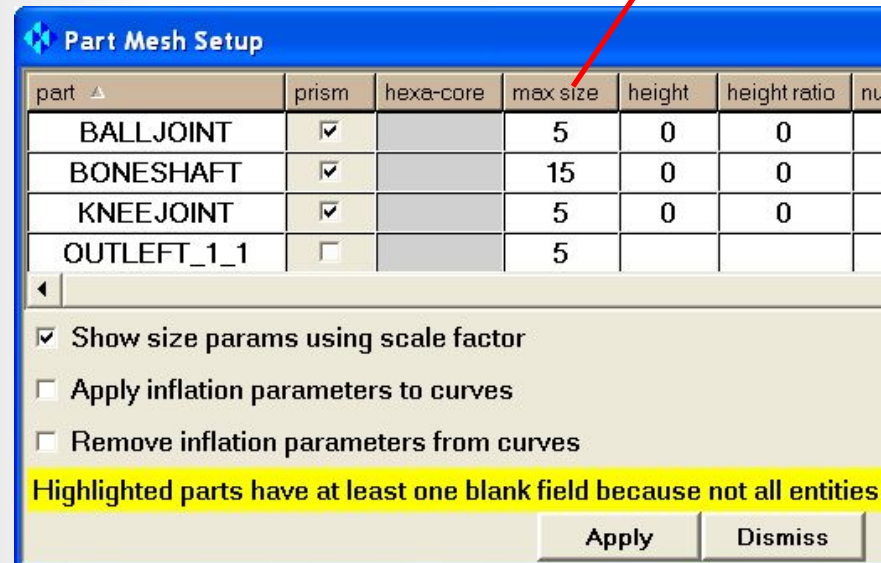 Part Mesh Setup
part prism hexa-core max size height height ratio nu
BALLJOINT 5 0 0
BONESHAFT 15 0 0
KNEEJOINT 5 0 0
OUTLEFT_1_1 5
Show size params using scale factor
Apply inflation parameters to curves
Remove inflation parameters from curves
Highlighted parts have at least one blank field because not all entities
Apply Dismiss